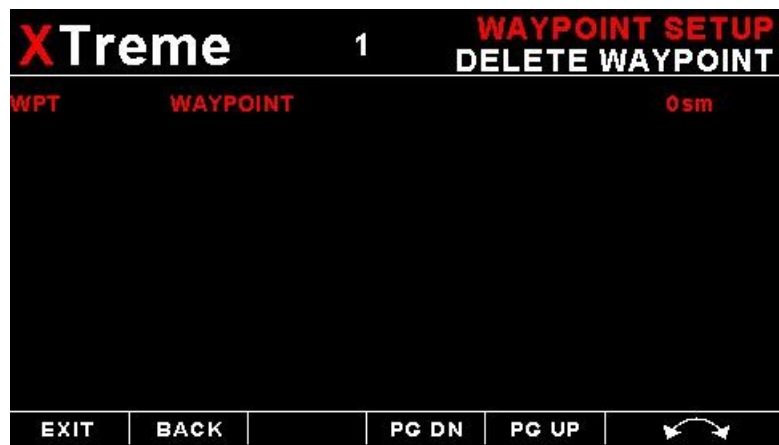 XTreme 1 WAYPOINT SETUP
DELETE WAYPOINT
WPT WAYPOINT 0sm
EXIT BACK PG DN PG UP